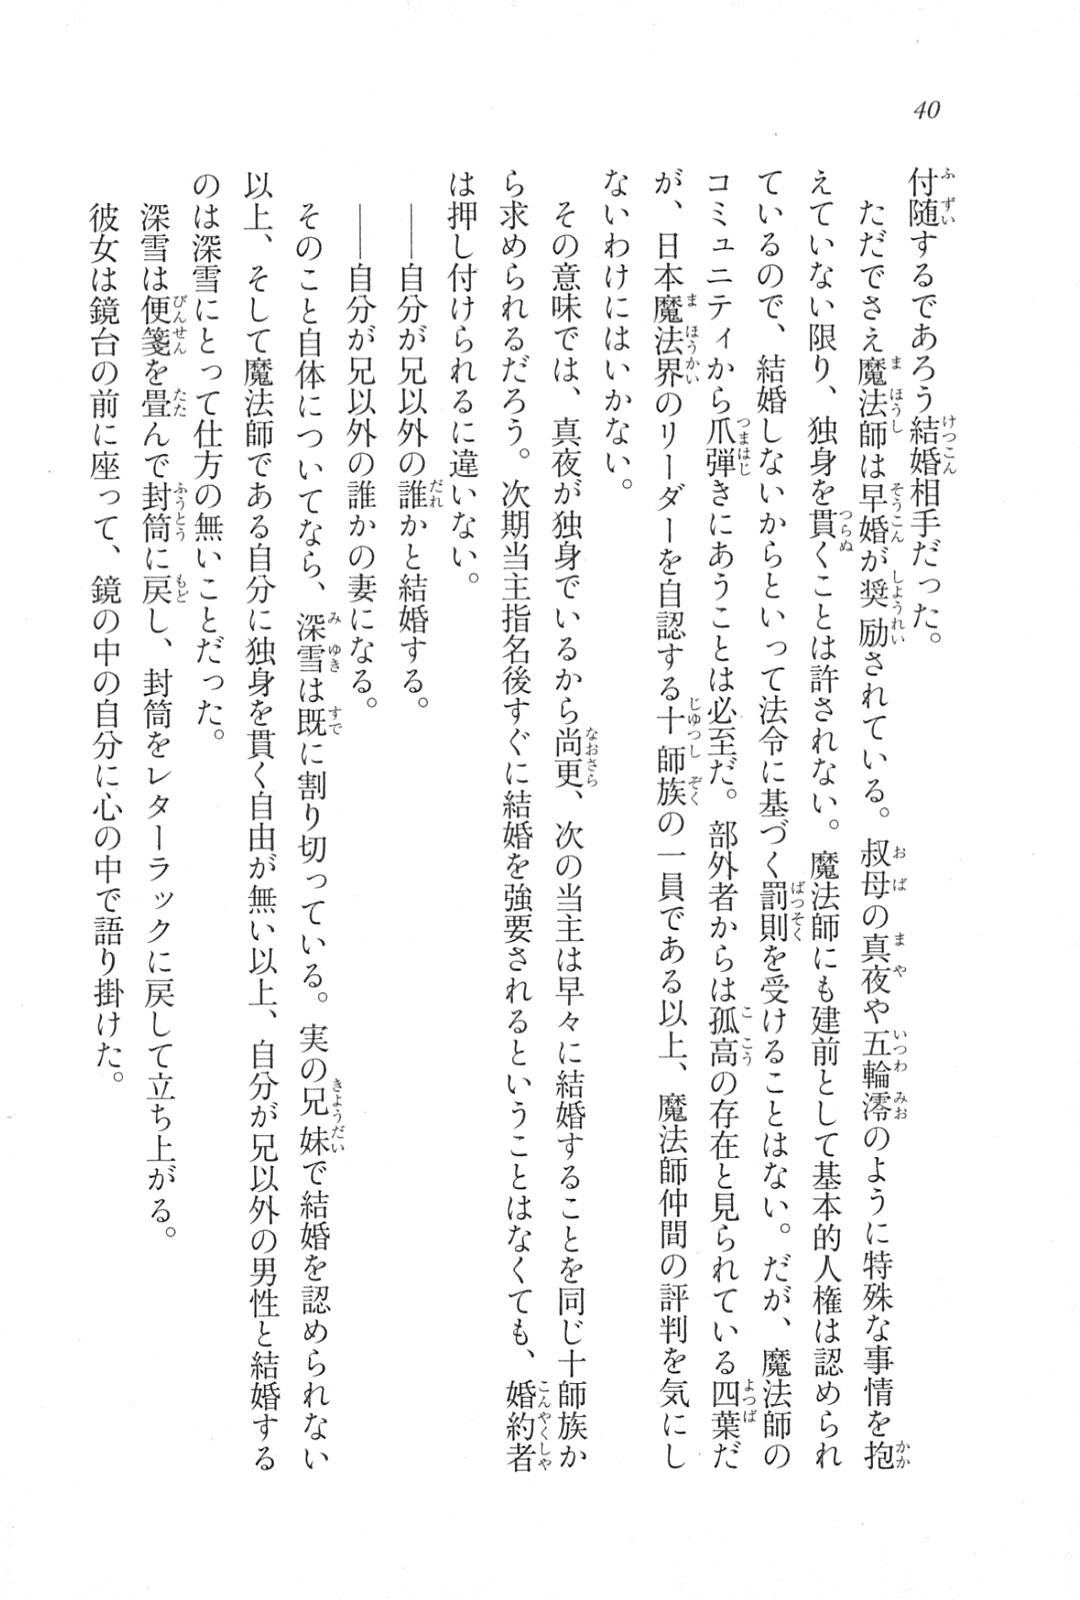 40
付随するであろう結婚相手だった。
ただでさえ魔法師は早婚が奨励されている。叔母の真夜や五輪澪のように特殊な事情を抱
えていない限り、独身を貫くことは許されない。魔法師にも建前として基本的人権は認められ
ているので、結婚しないからといって法令に基づく罰則を受けることはない。だが、魔法師の
コミュニティから爪弾きにあうことは必至だ。部外者からは孤高の存在と見られている四葉だ
が、日本魔法界のリーダーを自認する十師族の一員である以上、魔法師仲間の評判を気にし
ないわけにはいかない。
その意味では、真夜が独身でいるから尚更、次の当主は早々に結婚することを同じ十師族か
ら求められるだろう。次期当主指名後すぐに結婚を強要されるということはなくても、婚約者
は押し付けられるに違いない。
――自分が兄以外の誰かと結婚する。
――自分が兄以外の誰かの妻になる。
そのこと自体についてなら、深雪は既に割り切っている。実の兄妹で結婚を認められない
以上、そして魔法師である自分に独身を貫く自由が無い以上、自分が兄以外の男性と結婚する
のは深雪にとって仕方の無いことだった。
深雪は便箋を畳んで封筒に戻し、封筒をレターラックに戻して立ち上がる。
彼女は鏡台の前に座って、鏡の中の自分に心の中で語り掛けた。